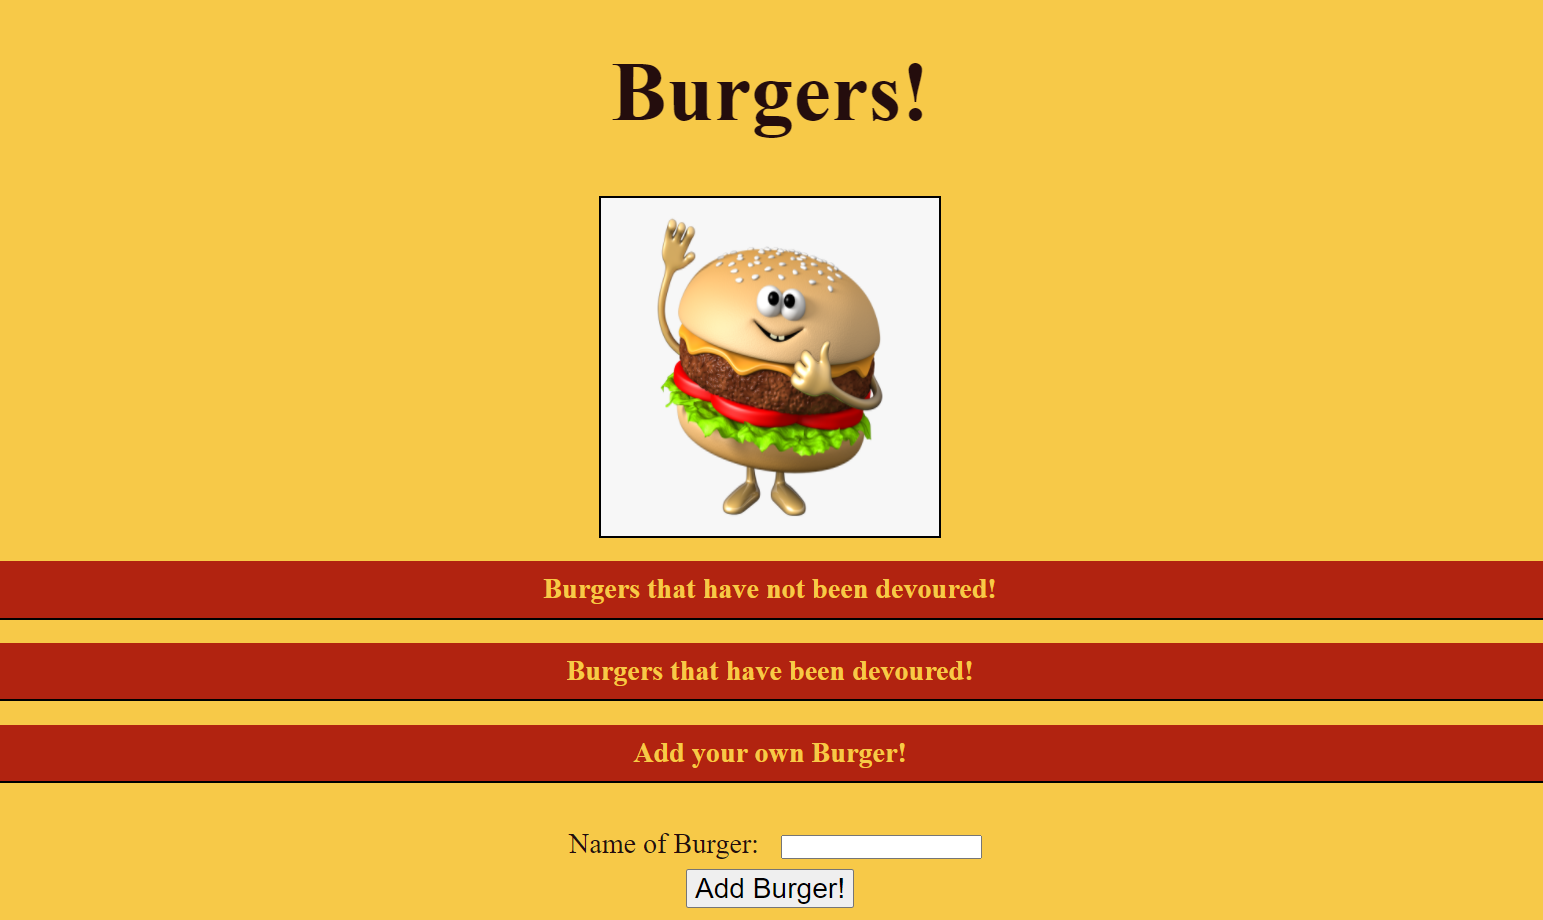 Burgers!
Burgers that have not been devoured!
Burgers that have been devoured!
Add your own Burger!
Name of Burger:
Add Burger!